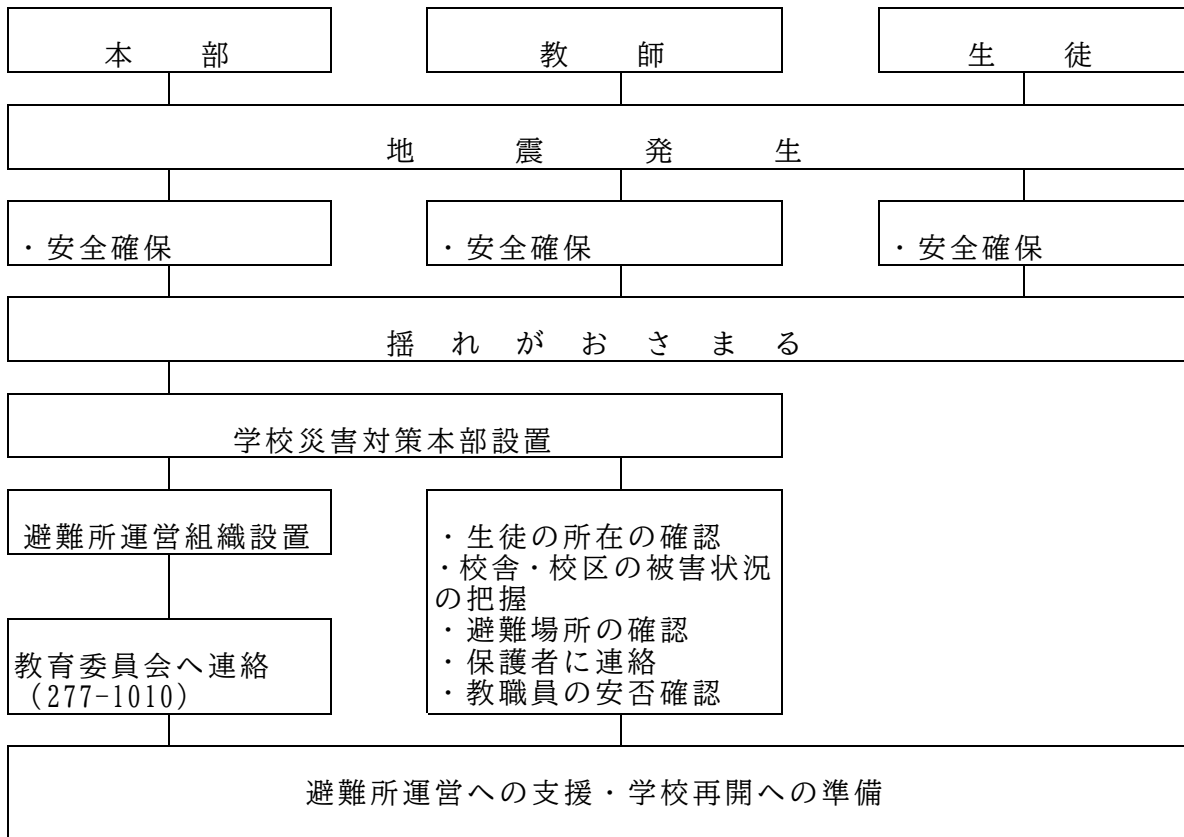 本部
教師
生徒
地震発生
・安全確保
・安全確保
・安全確保
揺れがおさまる
学校災害対策本部設置
避難所運営組織設置
教育委員会へ連絡
(277-1010)
・生徒の所在の確認
・校舎・校区の被害状況
の把握
・避難場所の確認
・保護者に連絡
・教職員の安否確認
避難所運営への支援・学校再開への準備